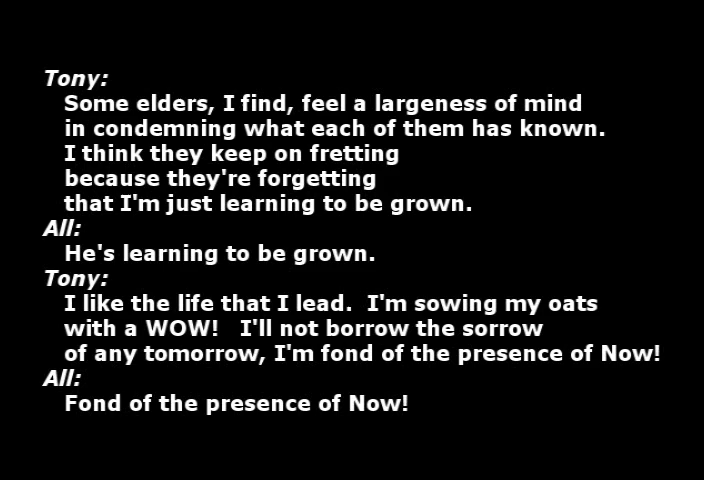 Tony:
Some elders, I find, feel a largeness of mind
in condemning what each of them has known.
I think they keep on fretting
because they're forgetting
that I'm just learning to be grown.
All:
He's learning to be grown.
Tony:
I like the life that I lead.  I'm sowing my oats
with a WOW!   I'll not borrow the sorrow
of any tomorrow, I'm fond of the presence of Now!
All:
Fond of the presence of Now!